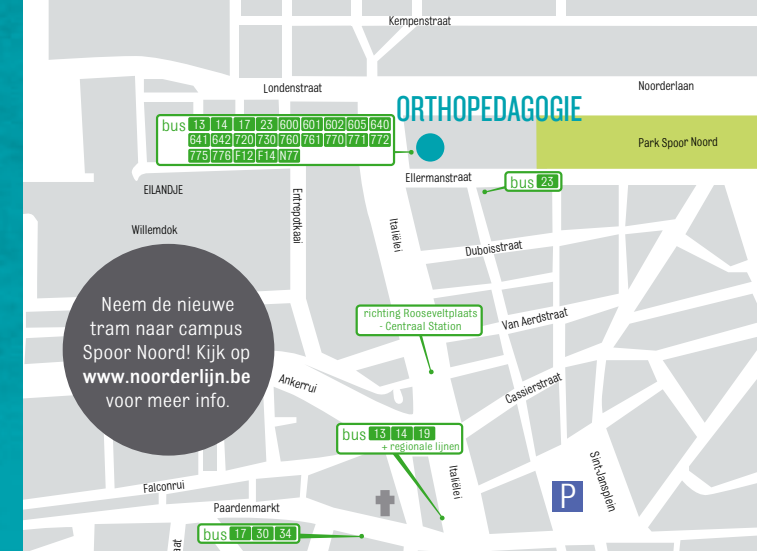 Kempenstraat
Londenstraat
Noorderlaan
ORTHOPEDAGOGIE
bus 13 14 17 23 600 601 602 605 640
641 642 720 730 760 761 770 771 772
775 776 F12 F14 N77
Park Spoor Noord
Ellermanstraat
bus 23
EILANDJE
Entrepotkaai
Italiëlei
Willemdok
Duboisstraat
Neem de nieuwe
tram naar campus
Spoor Noord! Kijk op
www.noorderlijn.be
voor meer info.
richting Rooseveltplaats
- Centraal Station
Van Aerdtstraat
Ankerrui
Cassierstraat
bus 13 14 19
+ regionale lijnen
Italiëlei
Sint-Jansplein
Falconrui
P
Paardenmarkt
bus 17 30 34
aat